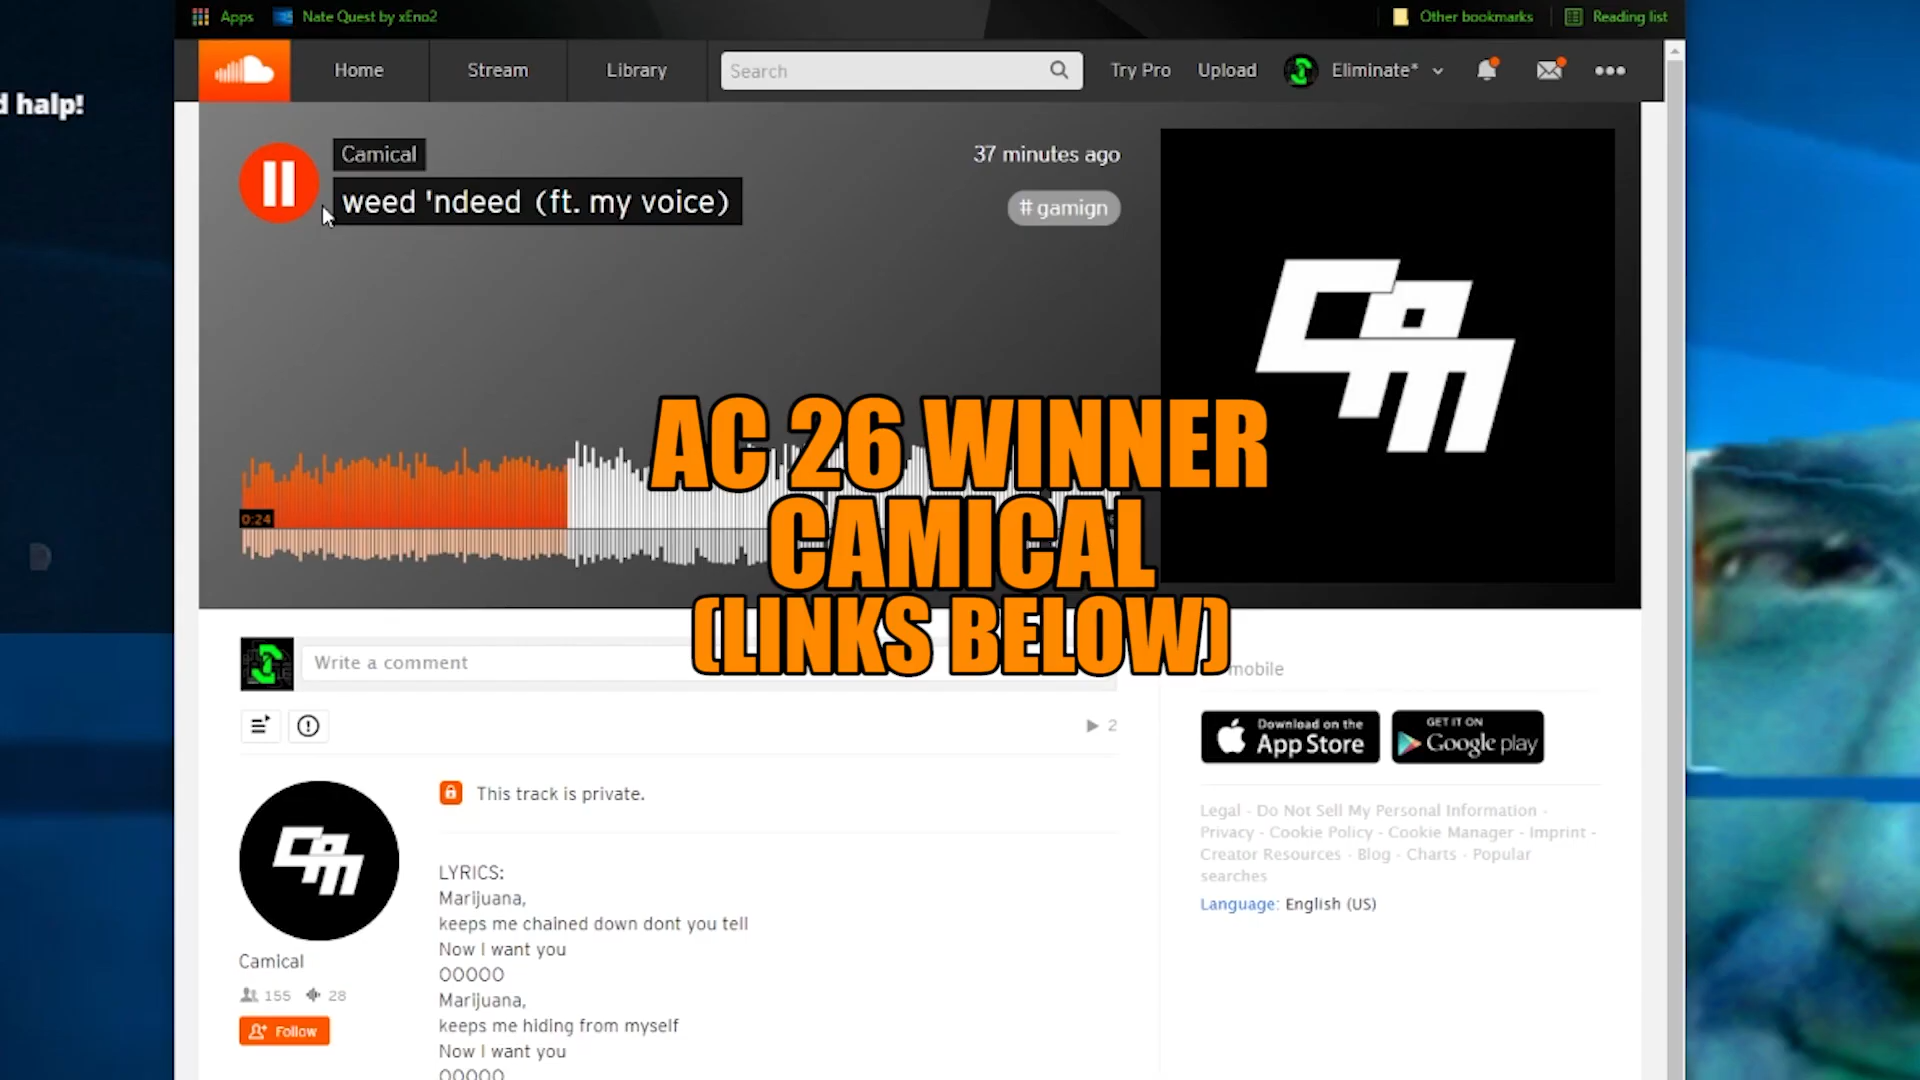 Apps
Nate Quest by xEno2
Other bookmarks
Reading list
d halp!
Home
Stream
Library
Search
Try Pro
Upload
Eliminate*
Camical
37 minutes ago
weed 'ndeed (ft. my voice)
# gamign
CAM
AC 26 WINNER
CAMICAL
(LINKS BELOW)
0:24
Write a comment
mobile
2
Download on the
App Store
GET IT ON
Google play
This track is private.
Legal - Do Not Sell My Personal Information -
Privacy - Cookie Policy - Cookie Manager - Imprint -
Creator Resources - Blog - Charts - Popular
searches
Language: English (US)
CAM
LYRICS:
Marijuana,
keeps me chained down dont you tell
Now I want you
OOOOO
Marijuana,
keeps me hiding from myself
Now I want you
OOOOO
Camical
155
28
Follow